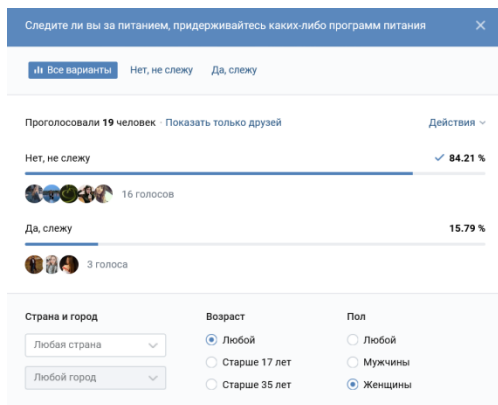 Следите ли вы за питанием, придерживайтесь каких-либо программ питания
Все варианты Нет, не слежу Да, слежу
Проголосовали 19 человек · Показать только друзей Действия
Нет, не слежу 84.21 %
16 голосов
Да, слежу 15.79 %
3 голоса
Страна и город Возраст Пол
Любая страна Любой Любой
Старше 17 лет Мужчины
Любой город Старше 35 лет Женщины